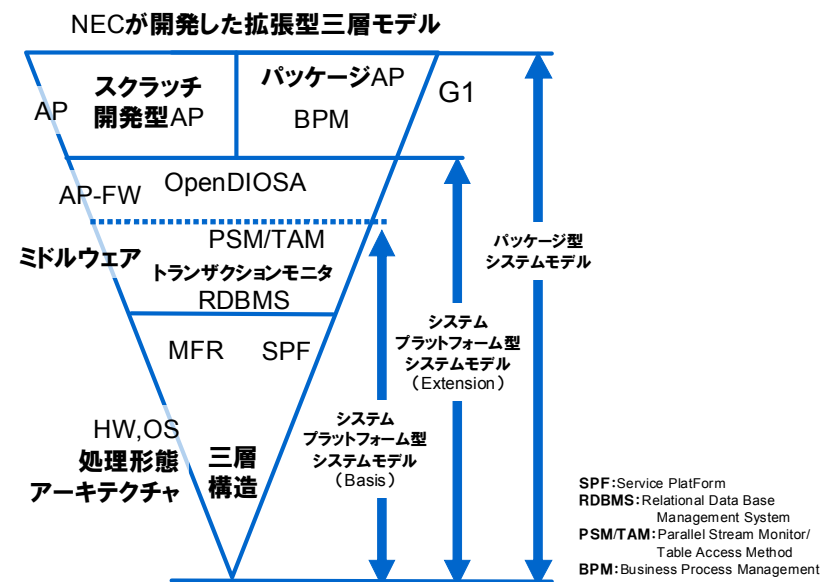 NECが開発した拡張型三層モデル
AP
スクラッチ
開発型AP
パッケージAP
BPM
G1
AP-FW
OpenDIOSA
ミドルウェア
PSM/TAM
トランザクションモニタ
RDBMS
MFR
SPF
HW,OS
処理形態
アーキテクチャ
三層
構造
システム
プラットフォーム型
システムモデル
（Basis）
システム
プラットフォーム型
システムモデル
（Extension）
パッケージ型
システムモデル
SPF：Service PlatForm
RDBMS：Relational Data Base
Management System
PSM/TAM：Parallel Stream Monitor/
Table Access Method
BPM：Business Process Management